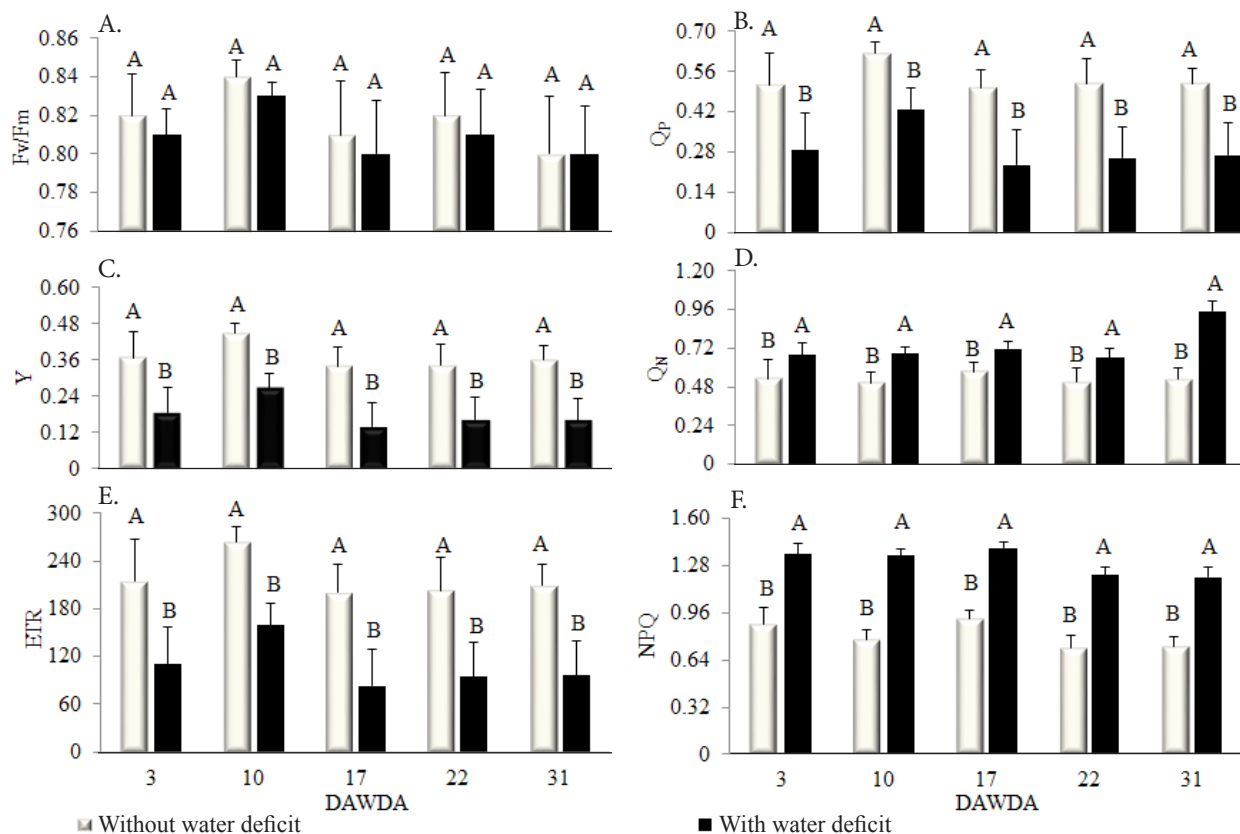 A.
0.86
0.84
0.82
0.80
0.78
0.76
Fv/Fm
A A A A A A A A A A
B.
0.70
0.56
0.42
0.28
0.14
0
QP
A B A B A B A B A B
C.
0.60
0.48
0.36
0.24
0.12
0
Y
A B A B A B A B A B
D.
1.20
0.96
0.72
0.48
0.24
0
QN
B A B A B A B A B A
E.
300
240
180
120
60
0
ETR
A B A B A B A B A B
3 10 17 22 31
DAWDA
F.
1.60
1.28
0.96
0.64
0.32
0
NPQ
B A B A B A B A B A
3 10 17 22 31
DAWDA
Without water deficit
With water deficit